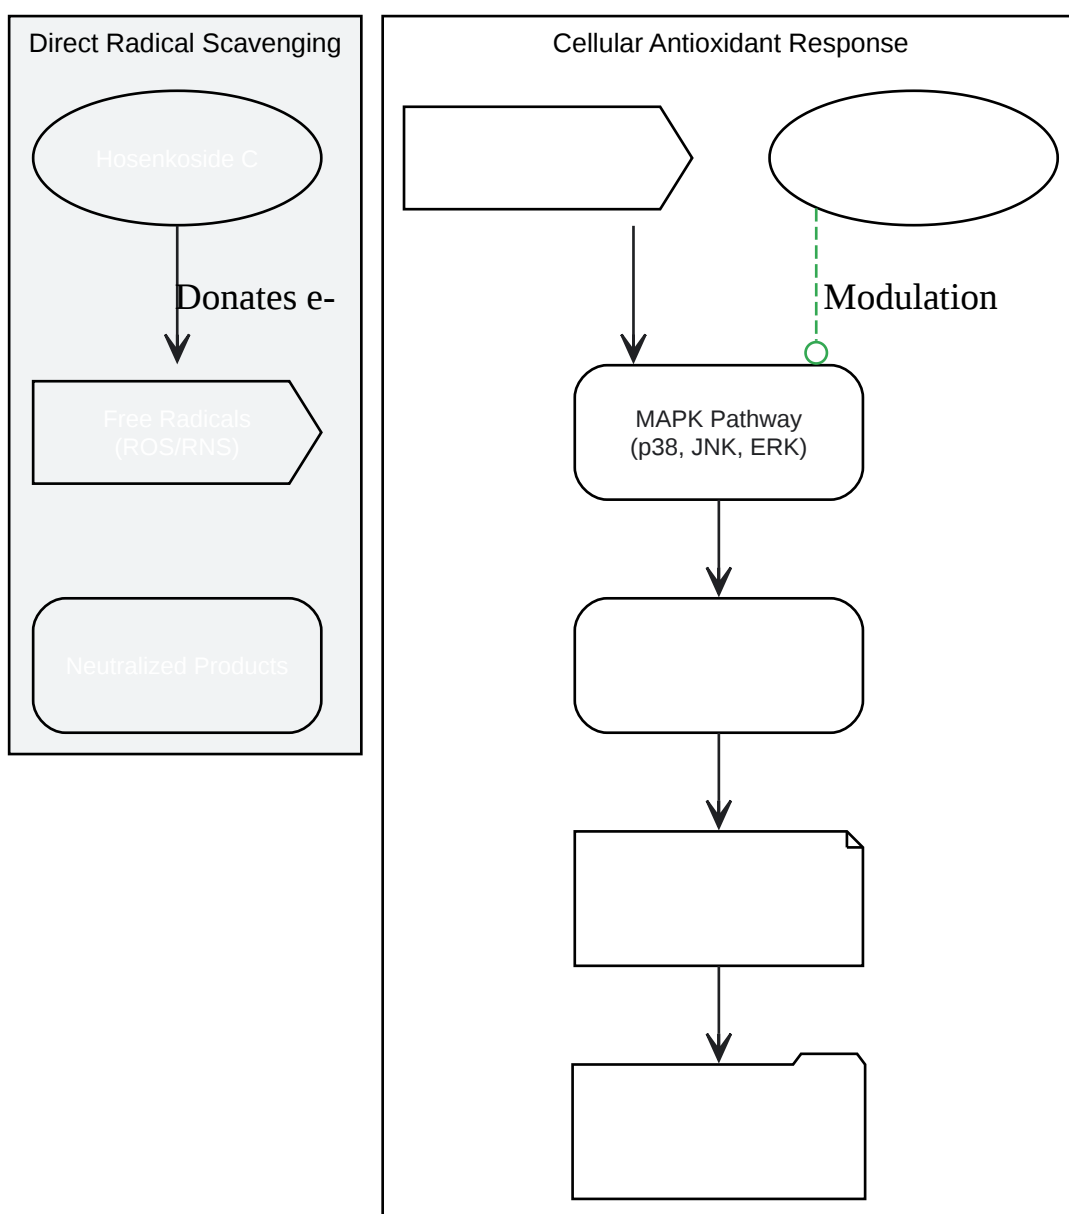 Direct Radical Scavenging
Hosenkoside C
Donates e-
Free Radicals
(ROS/RNS)
Neutralized Products
Cellular Antioxidant Response
Modulation
MAPK Pathway
(p38, JNK, ERK)